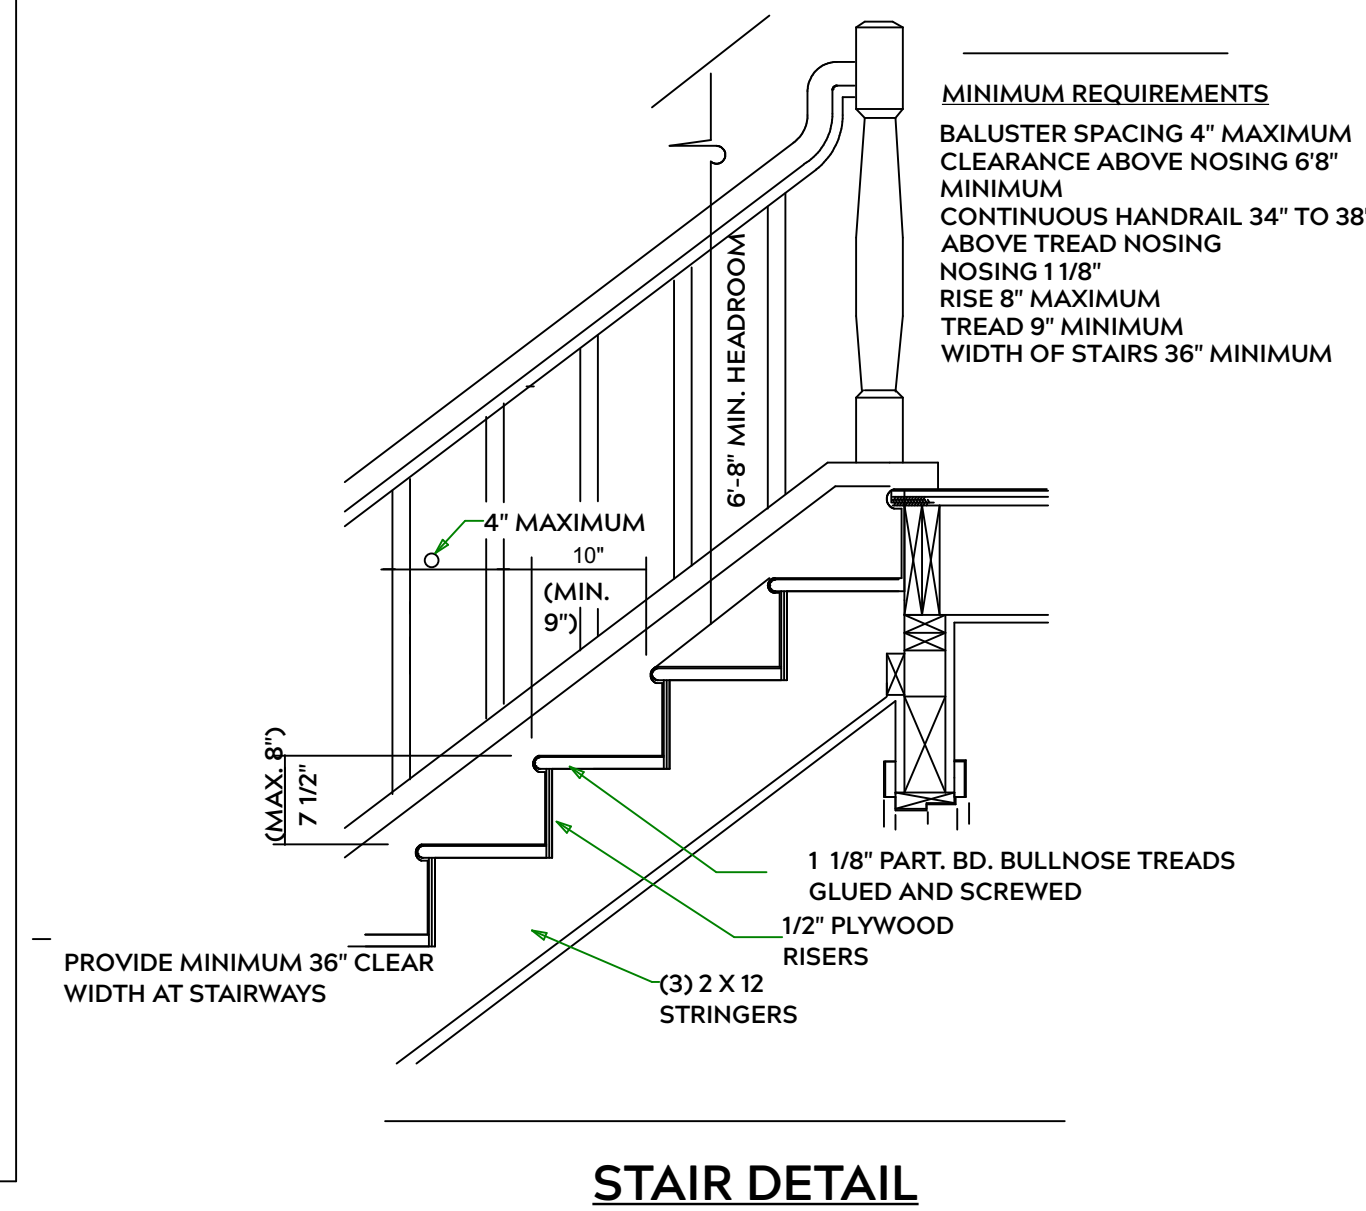 MINIMUM REQUIREMENTS
BALUSTER SPACING 4" MAXIMUM
CLEARANCE ABOVE NOSING 6'8"
MINIMUM
CONTINUOUS HANDRAIL 34" TO 38"
ABOVE TREAD NOSING
NOSING 1 1/8"
RISE 8" MAXIMUM
TREAD 9" MINIMUM
WIDTH OF STAIRS 36" MINIMUM
6'-8" MIN. HEADROOM
4" MAXIMUM
10"
(MIN.
9")
(MAX. 8")
7 1/2"
1 1/8" PART. BD. BULLNOSE TREADS
GLUED AND SCREWED
1/2" PLYWOOD
RISERS
(3) 2 X 12
STRINGERS
PROVIDE MINIMUM 36" CLEAR
WIDTH AT STAIRWAYS
STAIR DETAIL